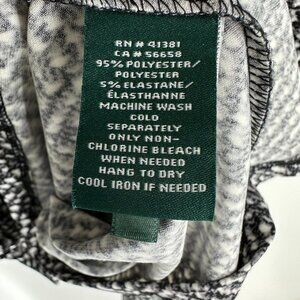 RN # 41381
CA # 56658
95% POLYESTER/
POLYESTER
5% ELASTANE/
ÉLASTHANNE
MACHINE WASH
COLD
SEPARATELY
ONLY NON-
CHLORINE BLEACH
WHEN NEEDED
HANG TO DRY
COOL IRON IF NEEDED